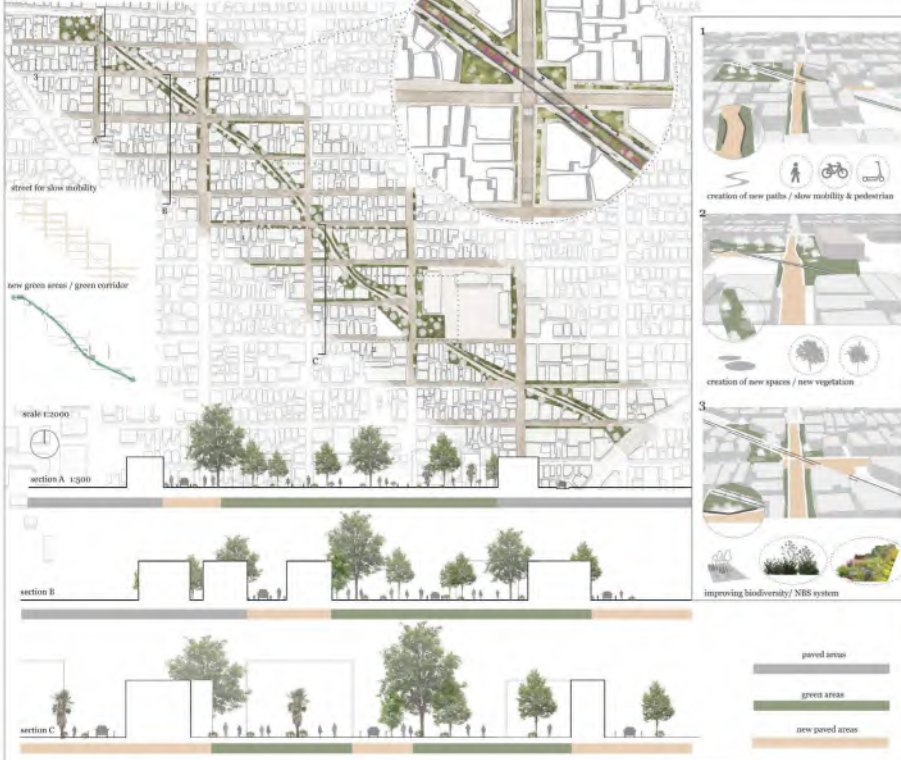 3
A
B
C
2
street for slow mobility
new green areas / green corridor
scale 1:2000
section A 1:500
section B
section C
1
creation of new paths / slow mobility & pedestrian
2
creation of new spaces / new vegetation
3
improving biodiversity/ NBS system
paved areas
green areas
new paved areas